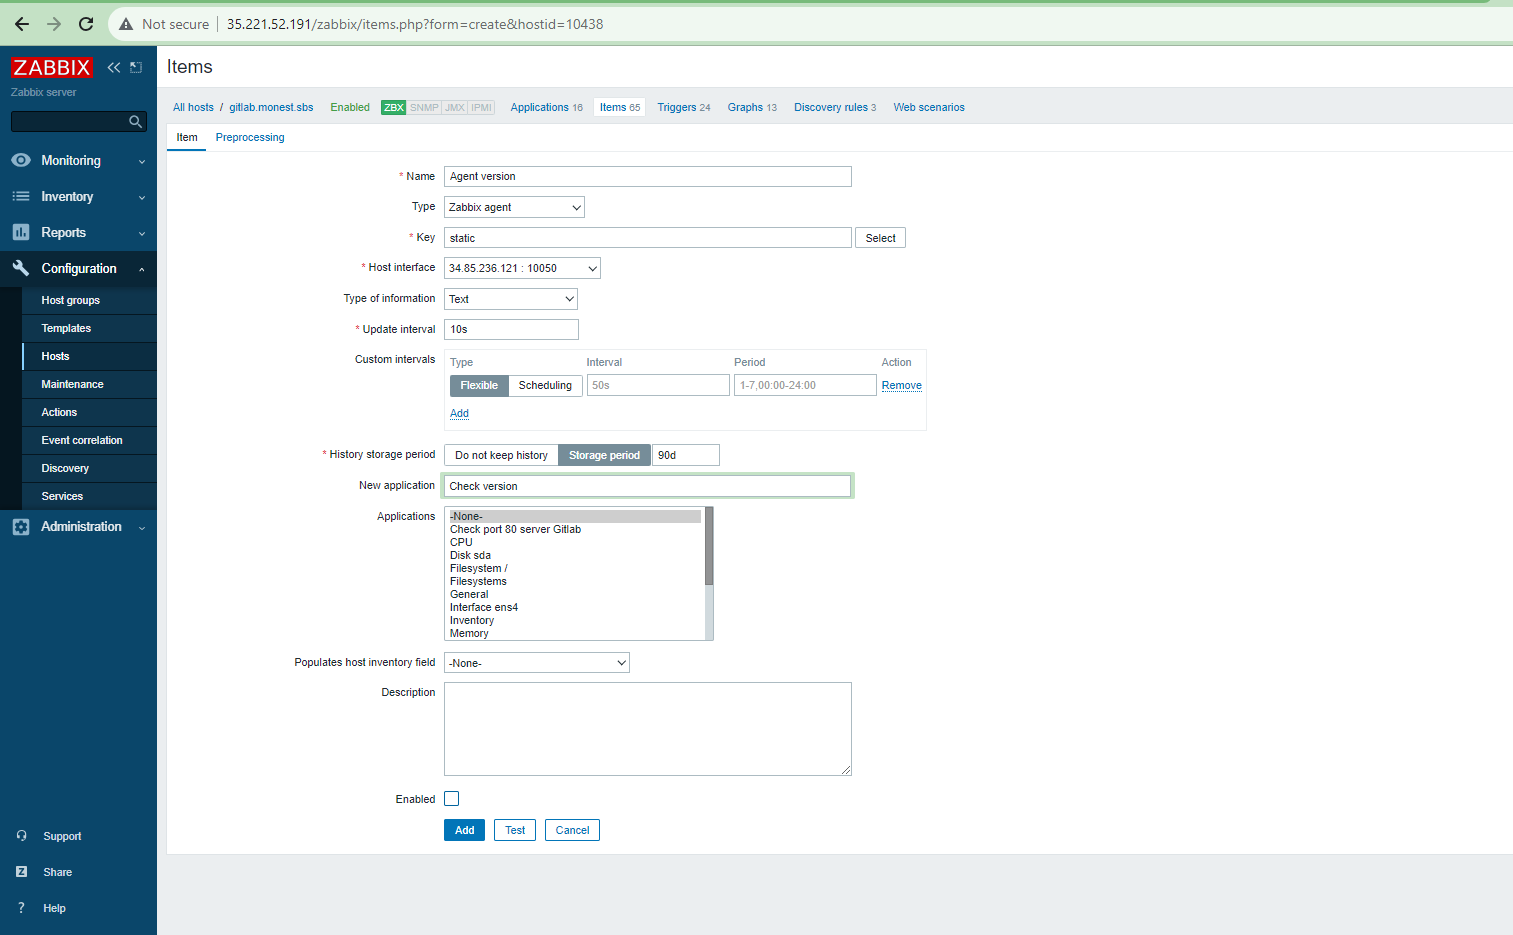 Not secure 35.221.52.191/zabbix/items.php?form=create&hostid=10438
ZABBIX
Zabbix server
Monitoring
Inventory
Reports
Configuration
Host groups
Templates
Hosts
Maintenance
Actions
Event correlation
Discovery
Services
Administration
Support
Share
Help
Items
All hosts / gitlab.monest.sbs Enabled ZBX SNMP JMX IPMI Applications 16 Items 65 Triggers 24 Graphs 13 Discovery rules 3 Web scenarios
Item Preprocessing
* Name Agent version
Type Zabbix agent
* Key static Select
* Host interface 34.85.236.121 : 10050
Type of information Text
* Update interval 10s
Custom intervals Type Interval Period Action
Flexible Scheduling 50s 1-7,00:00-24:00 Remove
Add
* History storage period Do not keep history Storage period 90d
New application Check version
Applications -None-
Check port 80 server Gitlab
CPU
Disk sda
Filesystem /
Filesystems
General
Interface ens4
Inventory
Memory
Populates host inventory field -None-
Description
Enabled
Add Test Cancel